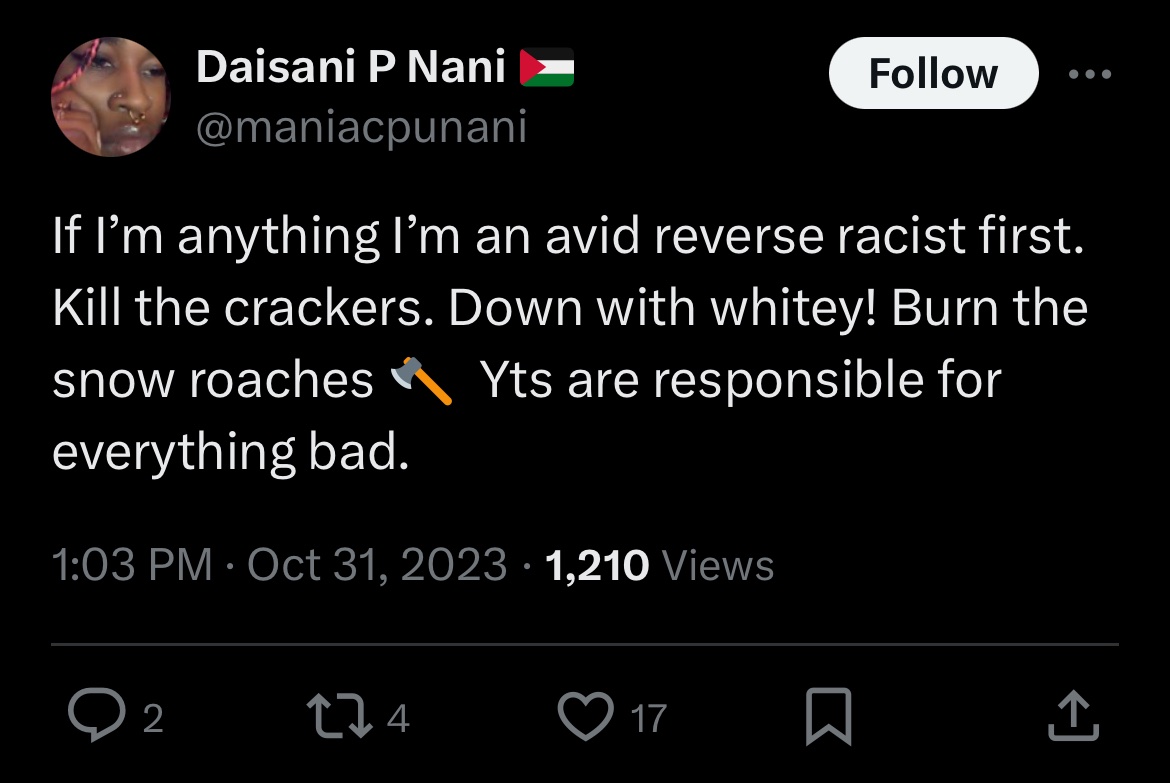 Daisani P Nani 🇵🇸
Follow
@maniacpunani
If I’m anything I’m an avid reverse racist first.
Kill the crackers. Down with whitey! Burn the
snow roaches 🪓 Yts are responsible for
everything bad.
1:03 PM · Oct 31, 2023 · 1,210 Views
2 4 17